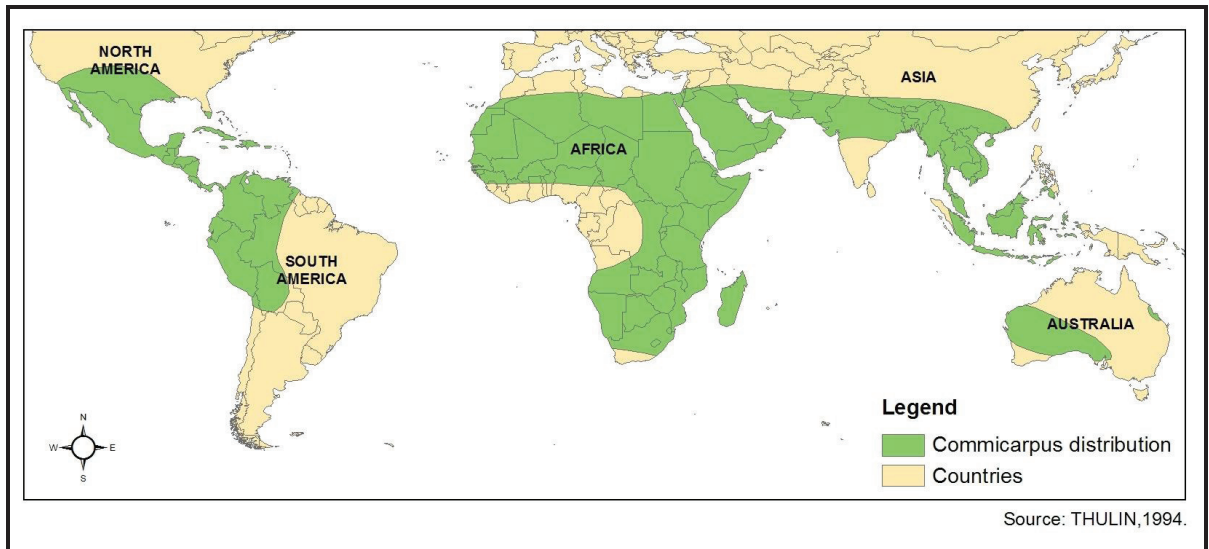 NORTH
AMERICA
ASIA
AFRICA
SOUTH
AMERICA
AUSTRALIA
N
W
E
S
Legend
Commicarpus distribution
Countries
Source: THULIN,1994.